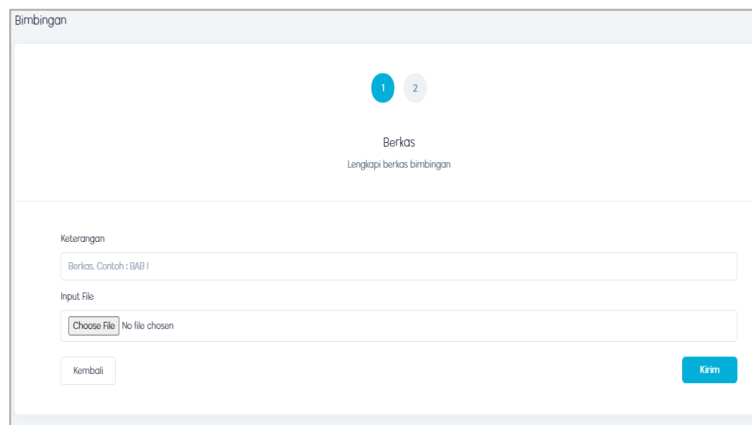 Bimbingan
1 2
Berkas
Lengkapi berkas bimbingan
Keterangan
Berkas, Contoh : BAB I
Input File
Choose File No file chosen
Kembali Kirim